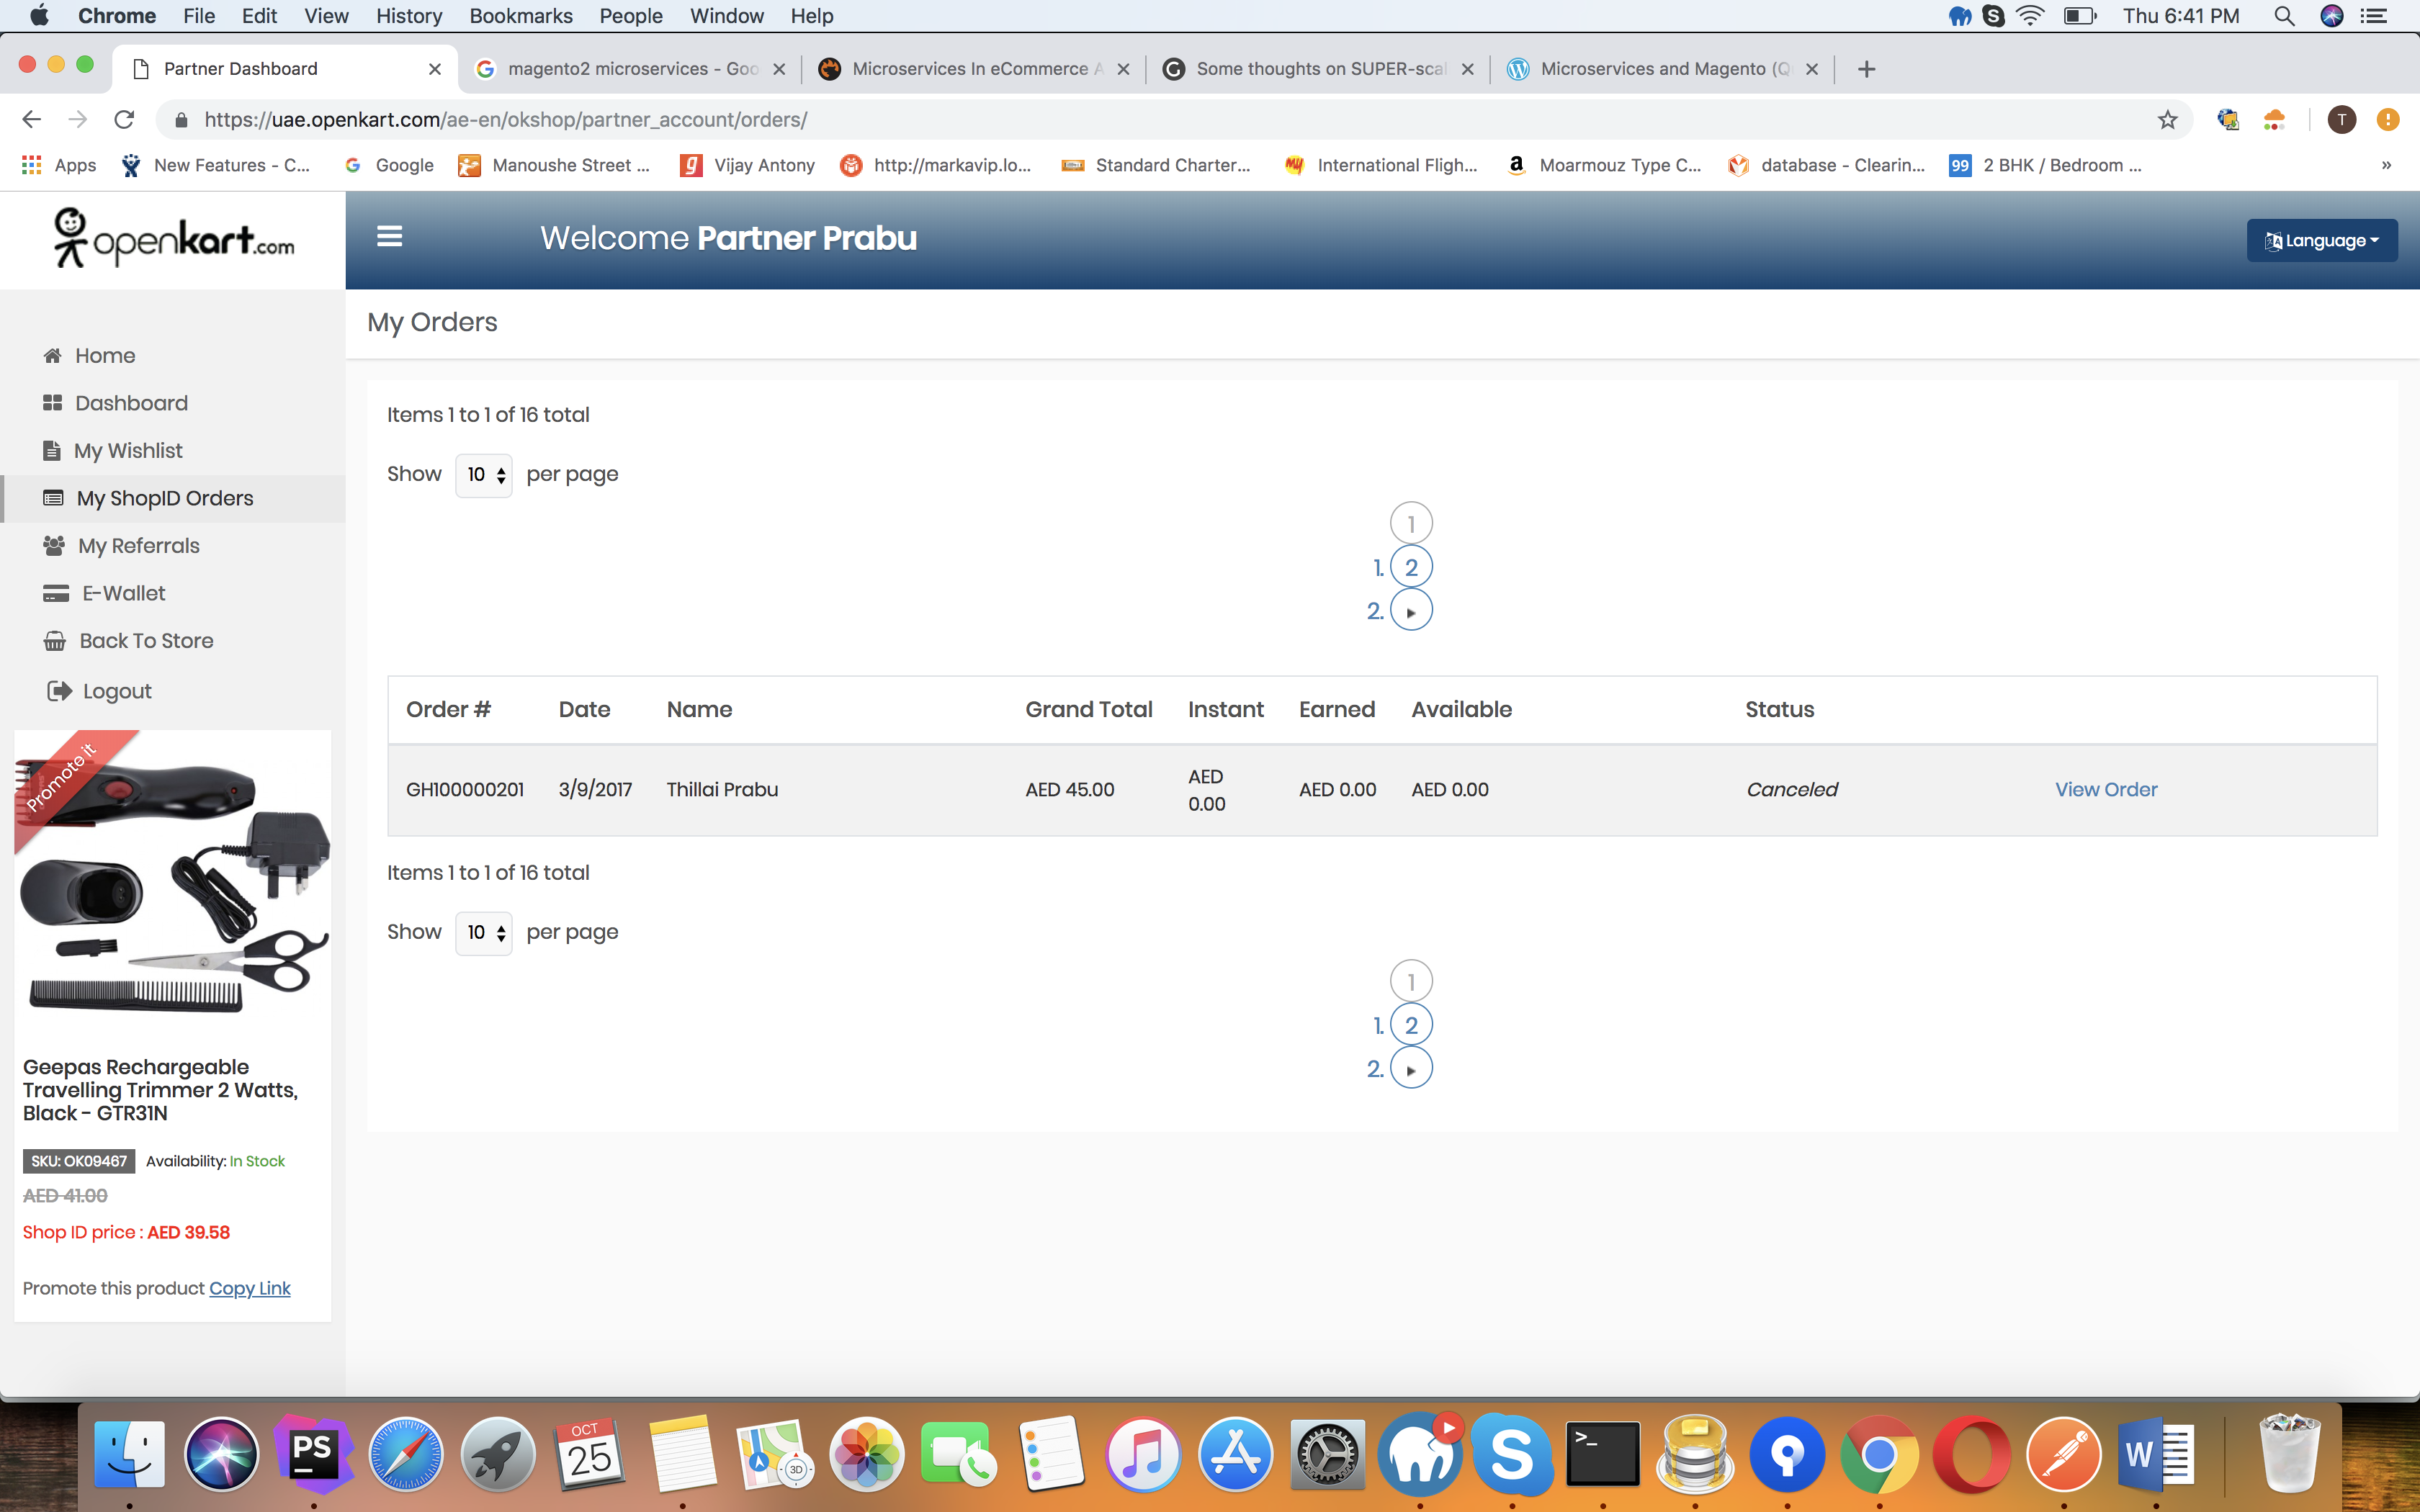 Chrome File Edit View History Bookmarks People Window Help Thu 6:41 PM
Partner Dashboard magento2 microservices - Goo Microservices In eCommerce A Some thoughts on SUPER-scal Microservices and Magento (Q
https://uae.openkart.com/ae-en/okshop/partner_account/orders/ T
Apps New Features - C... Google Manoushe Street ... Vijay Antony http://markavip.lo... Standard Charter... International Fligh... Moarmouz Type C... database - Clearin... 99 2 BHK / Bedroom ... »
openkart.com
Welcome Partner Prabu
Language
My Orders
Home
Dashboard
My Wishlist
My ShopID Orders
My Referrals
E-Wallet
Back To Store
Logout
Promote it
Geepas Rechargeable
Travelling Trimmer 2 Watts,
Black - GTR31N
SKU: OK09467 Availability: In Stock
AED 41.00
Shop ID price : AED 39.58
Promote this product Copy Link
Items 1 to 1 of 16 total
Show 10 per page
1
1. 2
2.
Order # Date Name Grand Total Instant Earned Available Status
GH100000201 3/9/2017 Thillai Prabu AED 45.00 AED 0.00 AED 0.00 AED 0.00 Canceled View Order
Items 1 to 1 of 16 total
Show 10 per page
1
1. 2
2.
PS
OCT
25
3D
S
>_
W